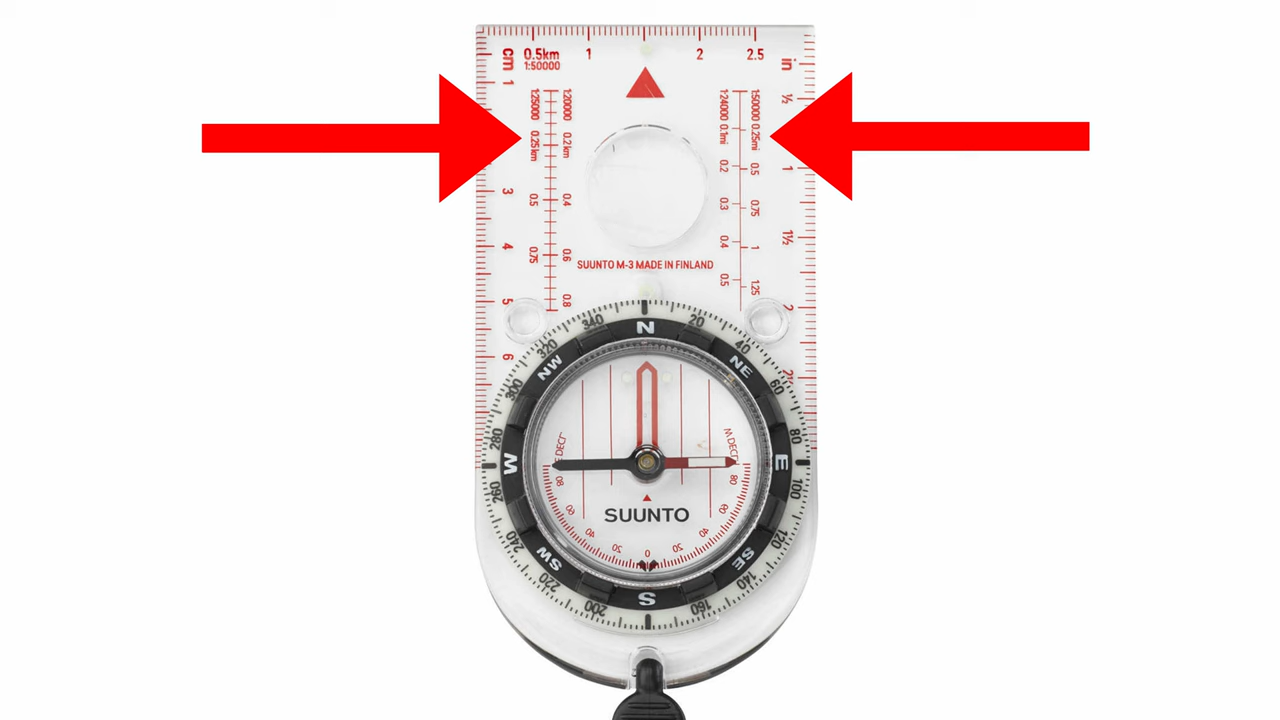 cm 0.5km 1 2 2.5 in
1:50000
1
1:25000 0.25km 0.5 0.75
1:20000 0.2km 0.4 0.6 0.8
1:24000 0.1mi 0.2 0.3 0.4 0.5
1:50000 0.25mi 0.5 0.75 1 1.25
½
1
1½
2
3
4
5
6
SUUNTO M-3 MADE IN FINLAND
N 20 40 NE 60 80 E 100 SE 140 160 S 200 220 SW 240 260 W 280 300 NW 320 340
E DECL. W DECL.
80 60 40 20 0 20 40 60 80
SUUNTO